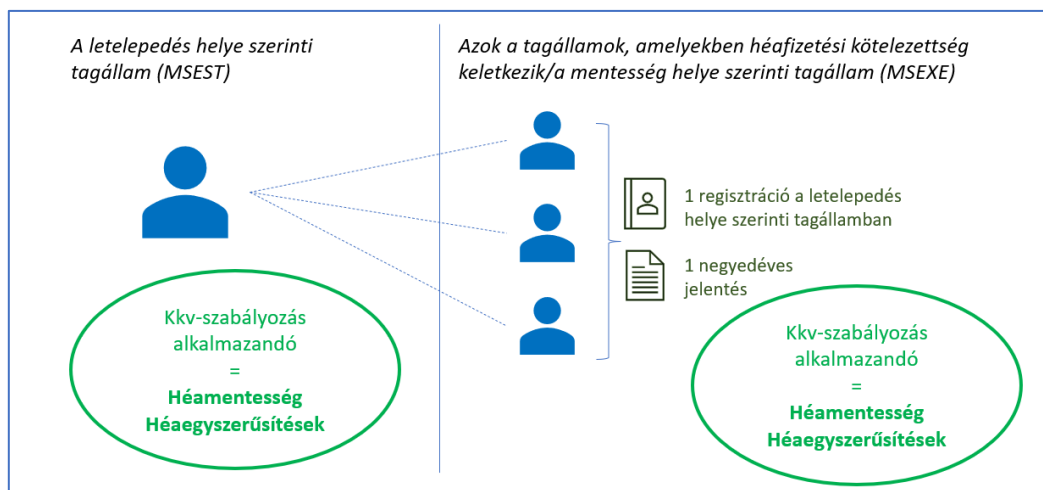 A letelepedés helye szerinti
tagállam (MSEST)
Azok a tagállamok, amelyekben héafizetési kötelezettség
keletkezik/a mentesség helye szerinti tagállam (MSEXE)
1 regisztráció a letelepedés
helye szerinti tagállamban
1 negyedéves
jelentés
Kkv-szabályozás
alkalmazandó
=
Héamentesség
Héaegyszerűsítések
Kkv-szabályozás
alkalmazandó
=
Héamentesség
Héaegyszerűsítések